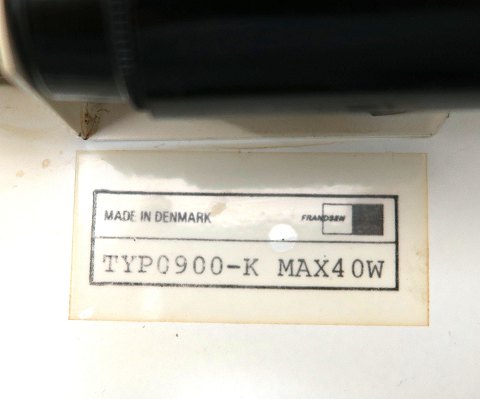 MADE IN DENMARK FRANDSEN
TYP0900-K MAX40W